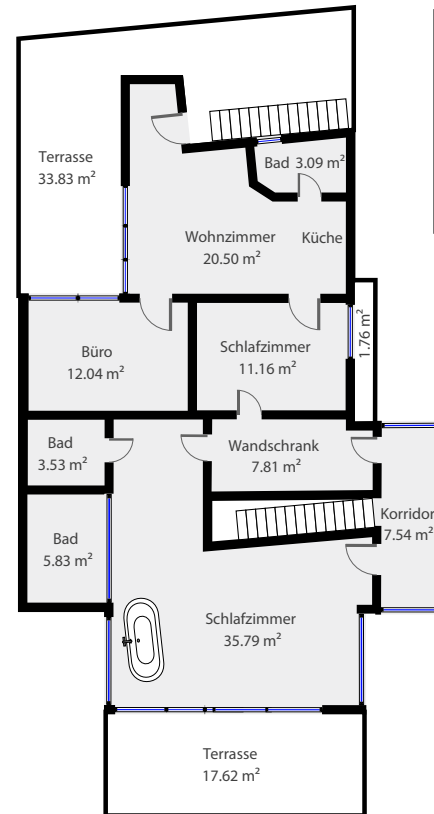 Terrasse
33.83 m²
Bad 3.09 m²
Wohnzimmer
20.50 m²
Küche
Büro
12.04 m²
Schlafzimmer
11.16 m²
1.76 m²
Bad
3.53 m²
Wandschrank
7.81 m²
Bad
5.83 m²
Korridor
7.54 m²
Schlafzimmer
35.79 m²
Terrasse
17.62 m²